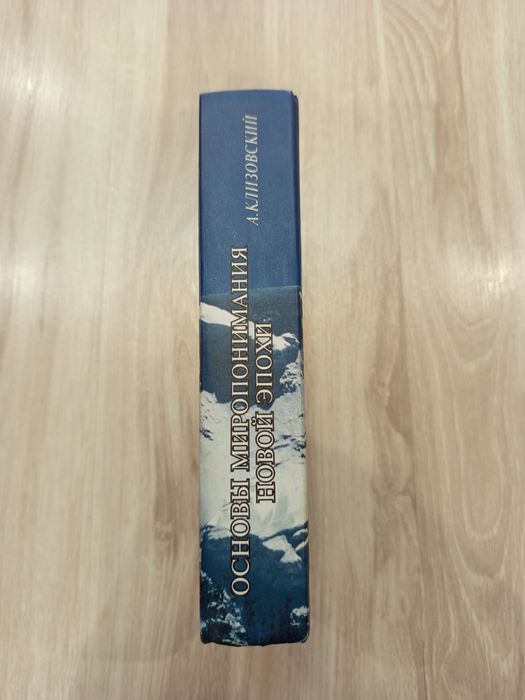 А.КЛИЗОВСКИЙ
ОСНОВЫ МИРОПОНИМАНИЯ
НОВОЙ ЭПОХИ